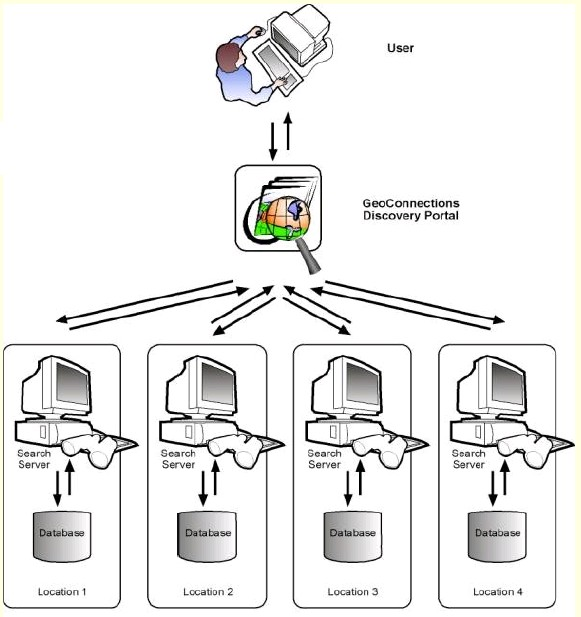 User
GeoConnections
Discovery Portal
Search
Server
Search
Server
Search
Server
Search
Server
Database
Database
Database
Database
Location 1
Location 2
Location 3
Location 4